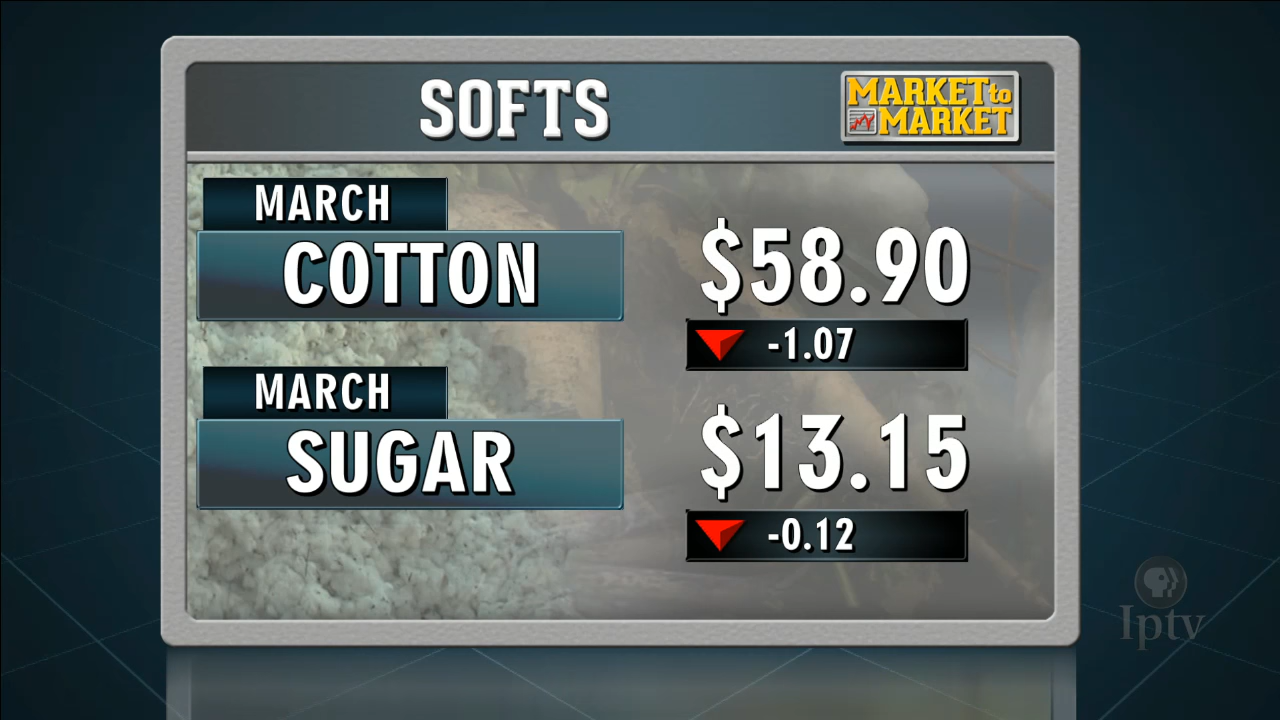 SOFTS
MARKET to
MARKET
MARCH
COTTON
$58.90
-1.07
MARCH
SUGAR
$13.15
-0.12
Iptv